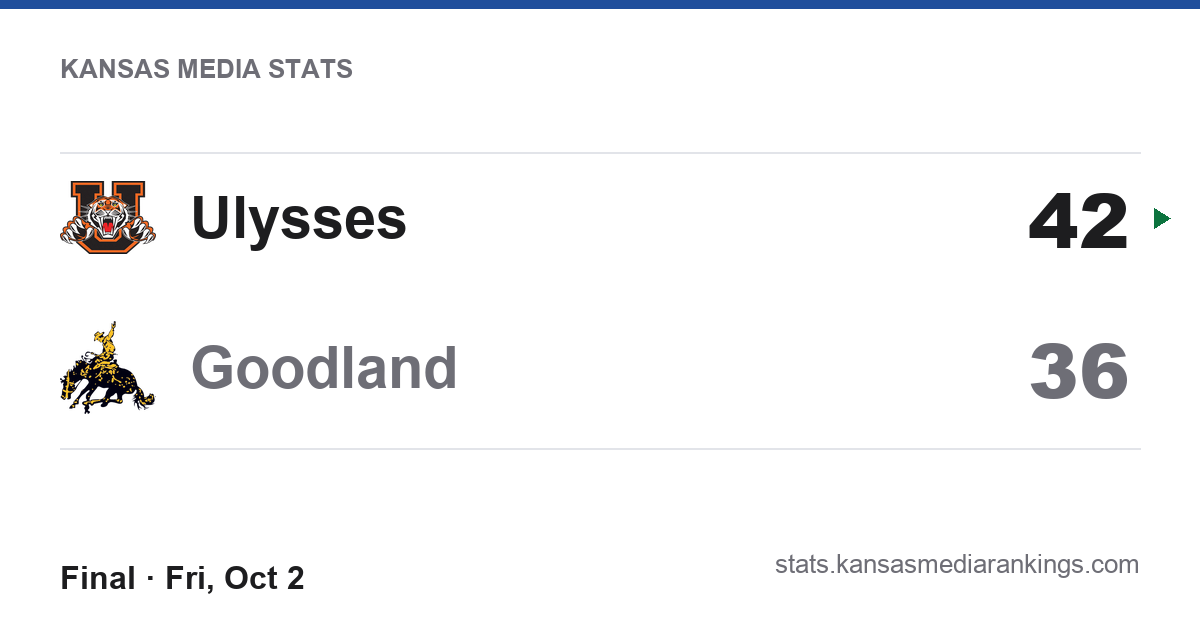 KANSAS MEDIA STATS
U
Ulysses 42
Goodland 36
Final · Fri, Oct 2
stats.kansasmediarankings.com